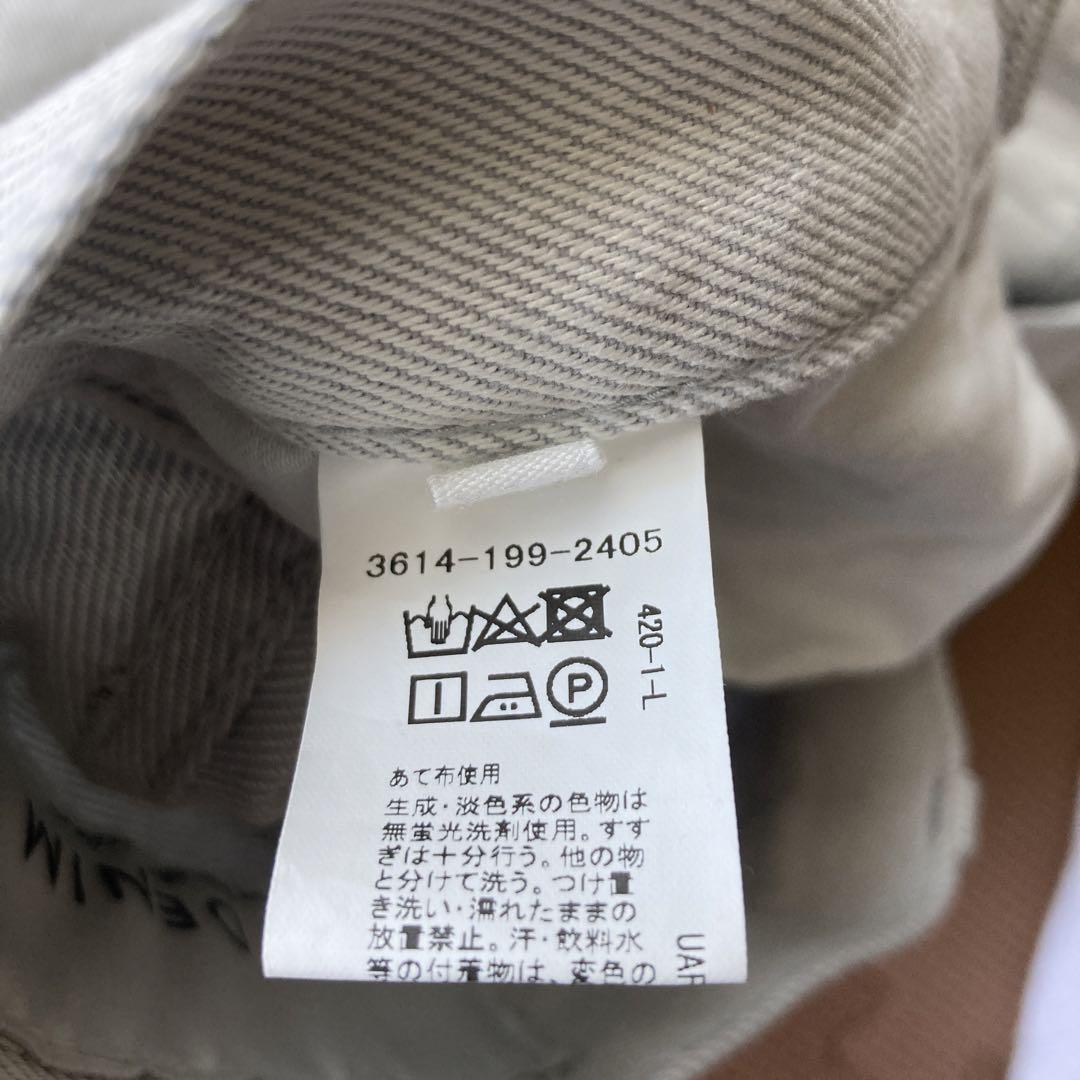 3614-199-2405
420-1-L
P
あて布使用
生成・淡色系の色物は
無蛍光洗剤使用。すす
ぎは十分行う。他の物
と分けて洗う。つけ置
き洗い・濡れたままの
放置禁止。汗・飲料水
等の付着物は、変色の
UAR
DENIM